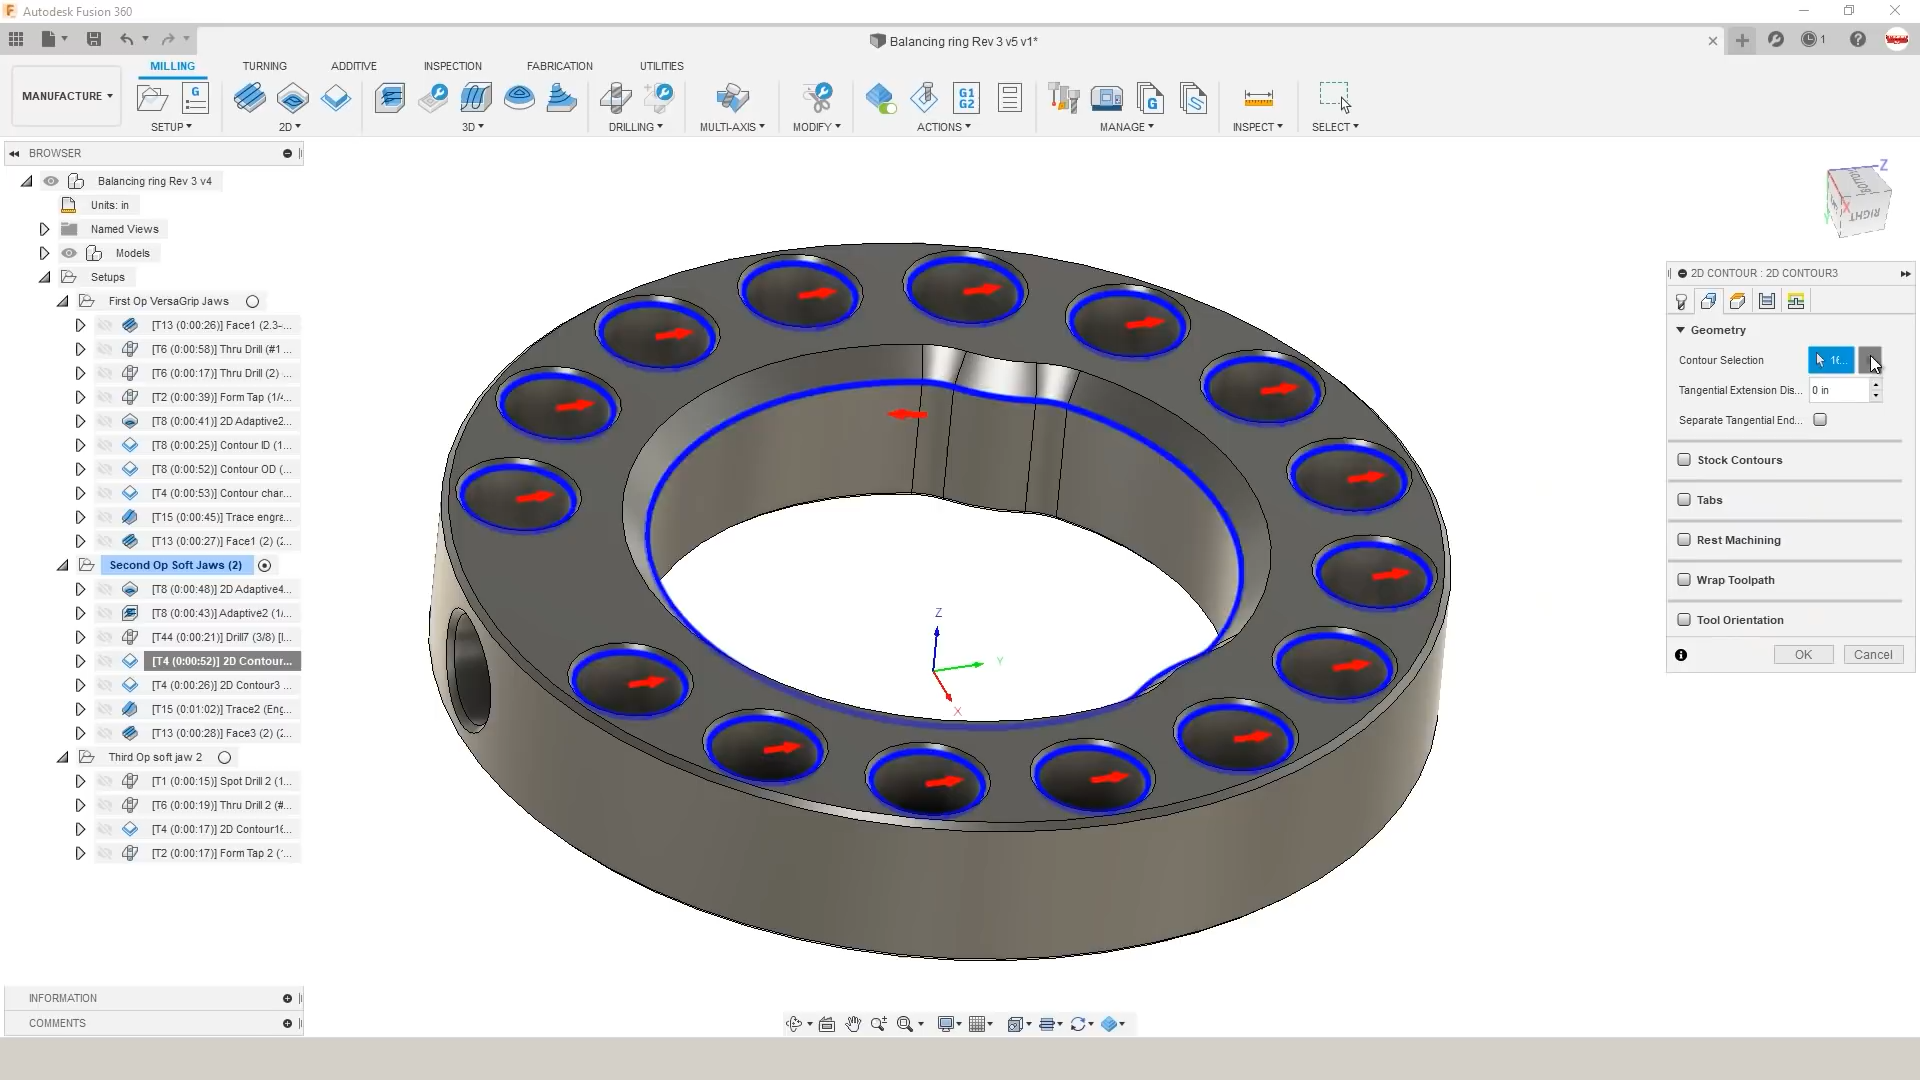 Autodesk Fusion 360
Balancing ring Rev 3 v5 v1*
1
MILLING
TURNING
ADDITIVE
INSPECTION
FABRICATION
UTILITIES
MANUFACTURE
G
G1
G2
G
SETUP
2D
3D
DRILLING
MULTI-AXIS
MODIFY
ACTIONS
MANAGE
INSPECT
SELECT
BROWSER
Balancing ring Rev 3 v4
Units: in
Named Views
Models
Setups
First Op VersaGrip Jaws
[T13 (0:00:26)] Face1 (2.3-...
[T6 (0:00:58)] Thru Drill (#1 ...
[T6 (0:00:17)] Thru Drill (2) ...
[T2 (0:00:39)] Form Tap (1/4...
[T8 (0:00:41)] 2D Adaptive2...
[T8 (0:00:25)] Contour ID (1...
[T8 (0:00:52)] Contour OD (...
[T4 (0:00:53)] Contour char...
[T15 (0:00:45)] Trace engra...
[T13 (0:00:27)] Face1 (2) (2...
Second Op Soft Jaws (2)
[T8 (0:00:48)] 2D Adaptive4...
[T8 (0:00:43)] Adaptive2 (1/...
[T44 (0:00:21)] Drill7 (3/8) [I...
[T4 (0:00:52)] 2D Contour...
[T4 (0:00:26)] 2D Contour3 ...
[T15 (0:01:02)] Trace2 (Eng...
[T13 (0:00:28)] Face3 (2) (2...
Third Op soft jaw 2
[T1 (0:00:15)] Spot Drill 2 (1...
[T6 (0:00:19)] Thru Drill 2 (#...
[T4 (0:00:17)] 2D Contour16...
[T2 (0:00:17)] Form Tap 2 (...
INFORMATION
COMMENTS
Z
Y
X
Z
BOTTOM
RIGHT
X
Y
2D CONTOUR : 2D CONTOUR3
Geometry
Contour Selection
16...
Tangential Extension Dis...
0 in
Separate Tangential End...
Stock Contours
Tabs
Rest Machining
Wrap Toolpath
Tool Orientation
OK
Cancel